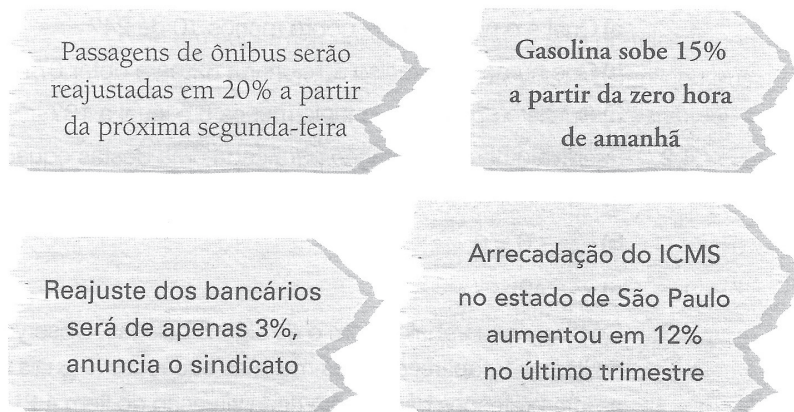 Passagens de ônibus serão
reajustadas em 20% a partir
da próxima segunda-feira
Gasolina sobe 15%
a partir da zero hora
de amanhã
Reajuste dos bancários
será de apenas 3%,
anuncia o sindicato
Arrecadação do ICMS
no estado de São Paulo
aumentou em 12%
no último trimestre